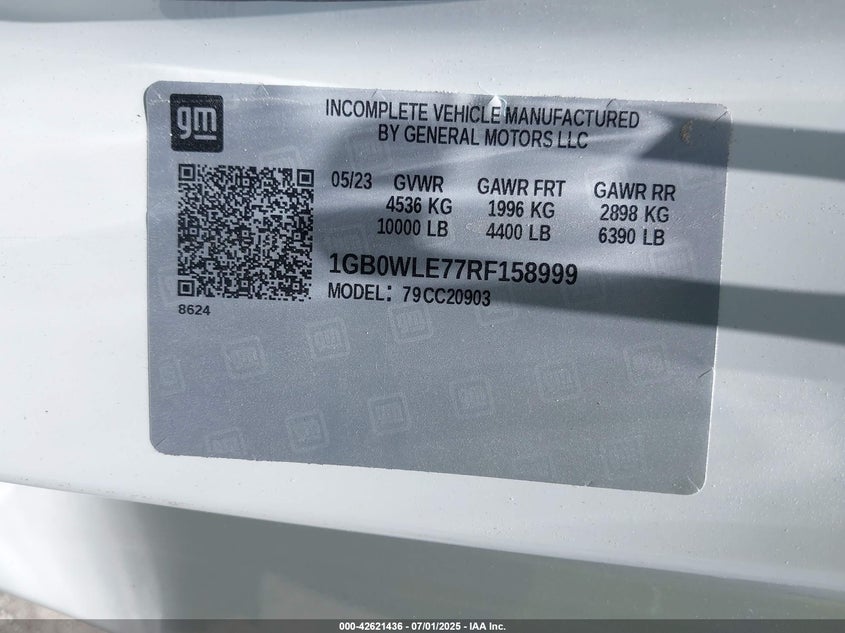 gm
INCOMPLETE VEHICLE MANUFACTURED
BY GENERAL MOTORS LLC
05/23 GVWR GAWR FRT GAWR RR
4536 KG 1996 KG 2898 KG
10000 LB 4400 LB 6390 LB
1GB0WLE77RF158999
MODEL: 79CC20903
8624
000-42621436 - 07/01/2025 - IAA Inc.